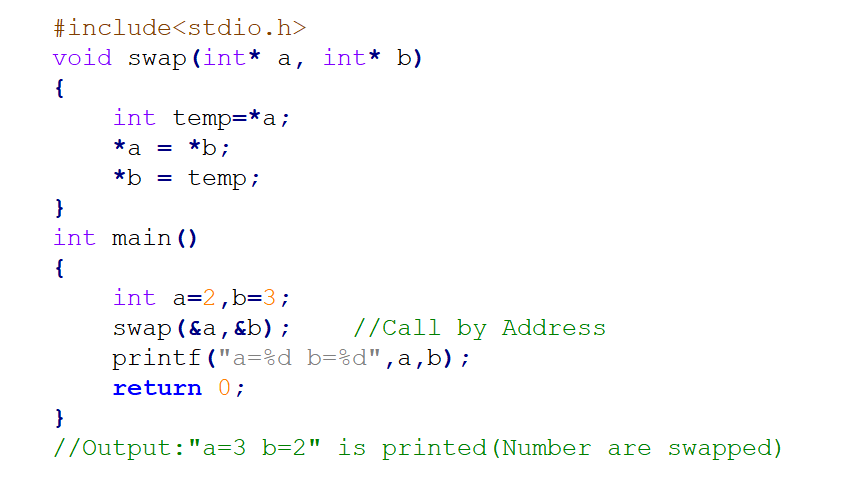 #include<stdio.h>
void swap(int* a, int* b)
{
    int temp=*a;
    *a = *b;
    *b = temp;
}
int main()
{
    int a=2,b=3;
    swap(&a,&b);    //Call by Address
    printf("a=%d b=%d",a,b);
    return 0;
}
//Output:"a=3 b=2" is printed(Number are swapped)